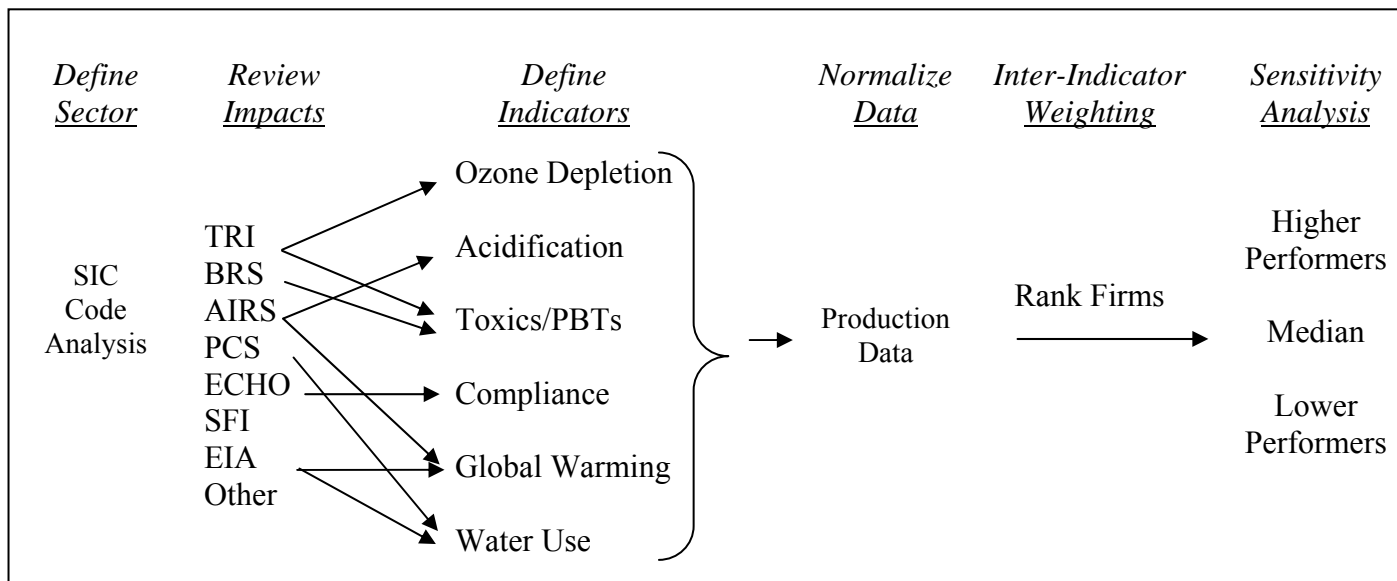 Define Sector
Review Impacts
Define Indicators
Normalize Data
Inter-Indicator Weighting
Sensitivity Analysis
SIC
Code
Analysis
TRI
BRS
AIRS
PCS
ECHO
SFI
EIA
Other
Ozone Depletion
Acidification
Toxics/PBTs
Compliance
Global Warming
Water Use
Production
Data
Rank Firms
Higher
Performers
Median
Lower
Performers